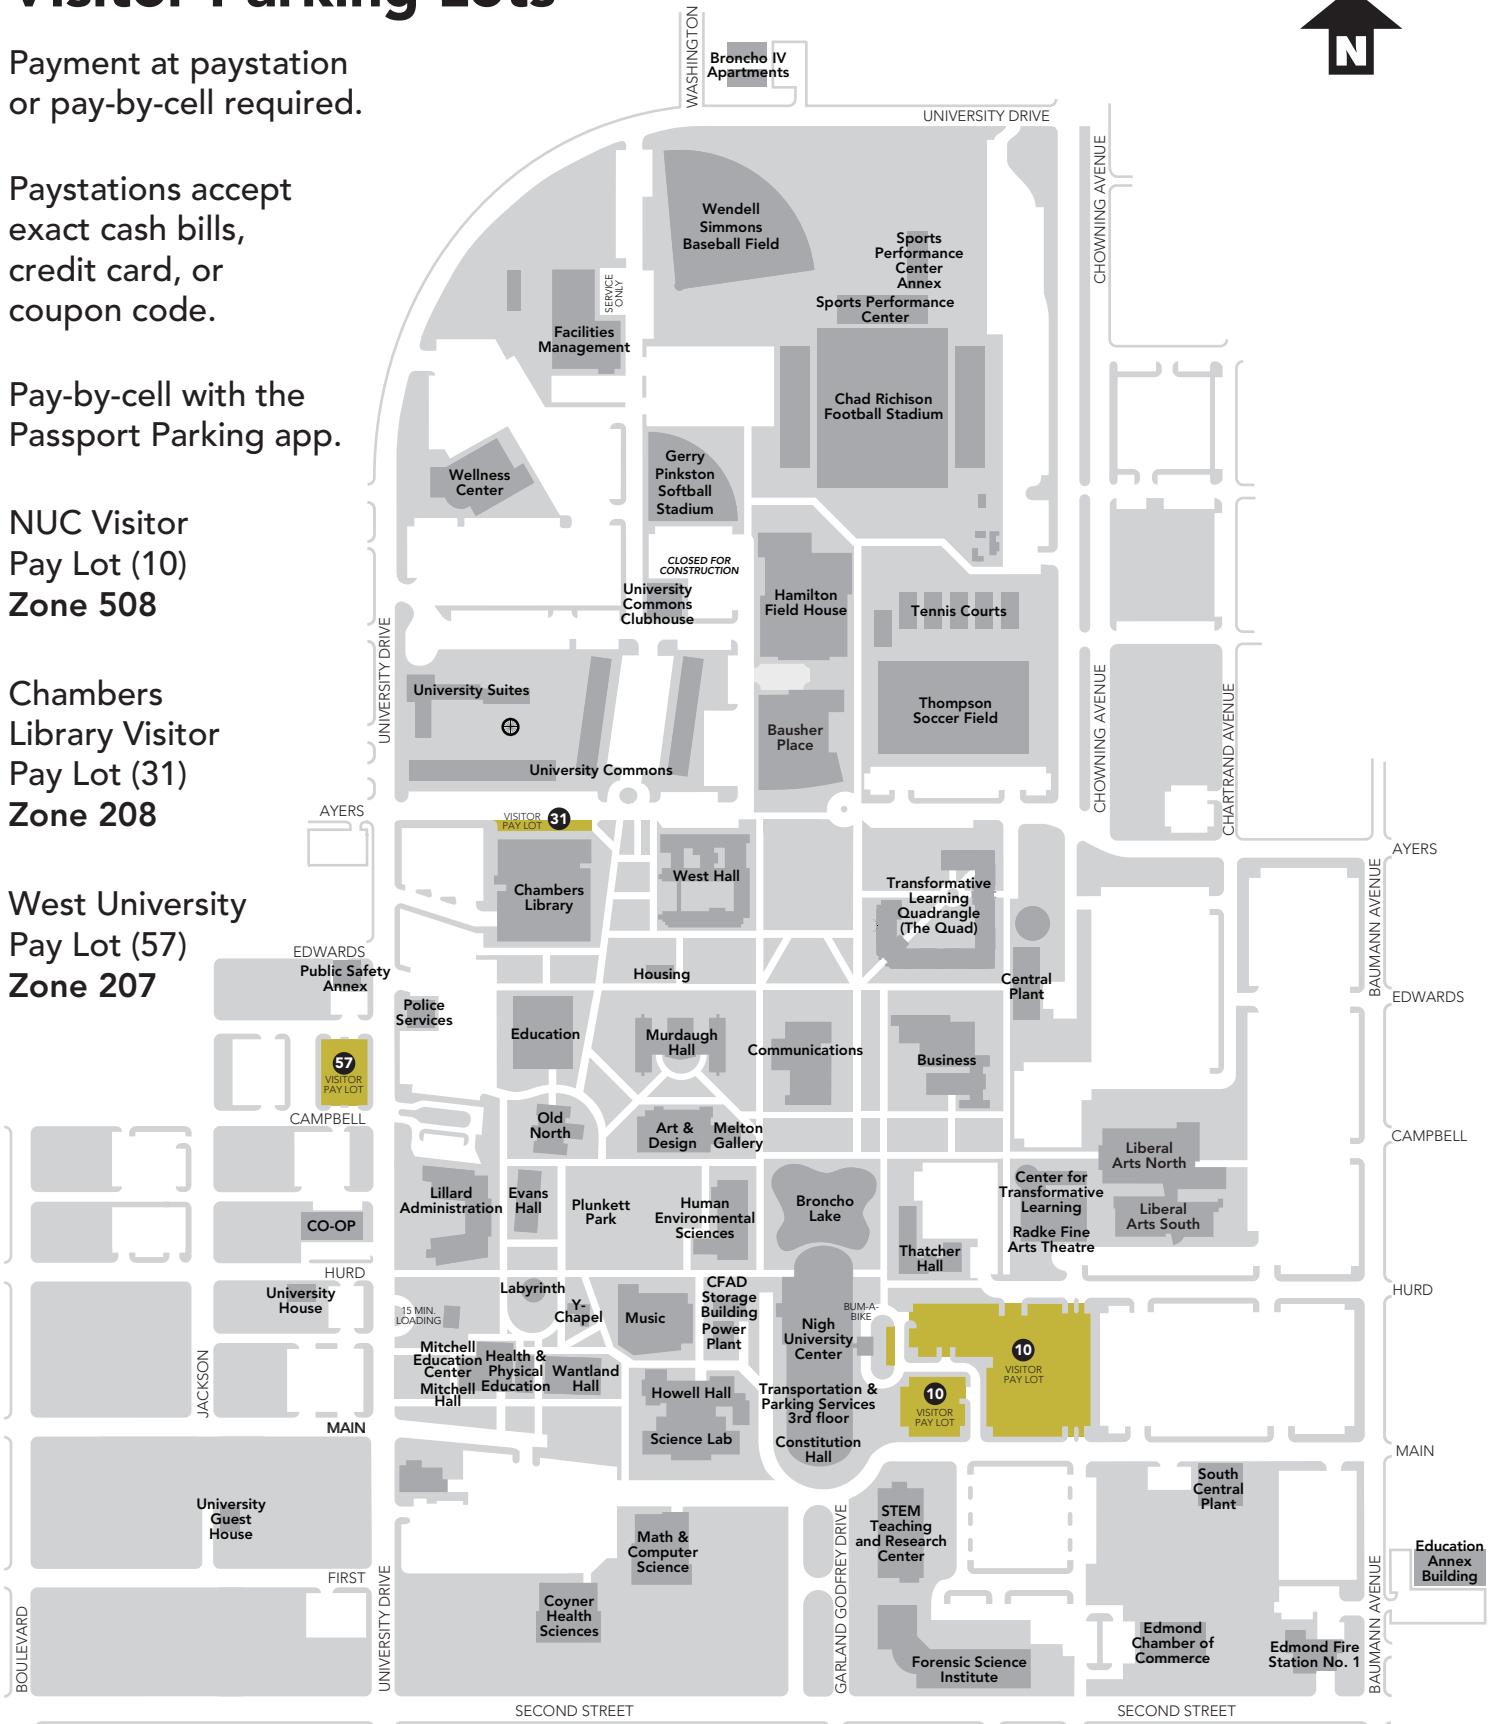 Visitor Parking Lots
Payment at paystation
or pay-by-cell required.
Paystations accept
exact cash bills,
credit card, or
coupon code.
Pay-by-cell with the
Passport Parking app.
NUC Visitor
Pay Lot (10)
Zone 508
Chambers
Library Visitor
Pay Lot (31)
Zone 208
West University
Pay Lot (57)
Zone 207
N
WASHINGTON
Broncho IV
Apartments
UNIVERSITY DRIVE
CHOWNING AVENUE
Wendell
Simmons
Baseball Field
Sports
Performance
Center
Annex
Sports Performance
Center
SERVICE
ONLY
Facilities
Management
Chad Richison
Football Stadium
Wellness
Center
Gerry
Pinkston
Softball
Stadium
CLOSED FOR
CONSTRUCTION
University
Commons
Clubhouse
Hamilton
Field House
Tennis Courts
UNIVERSITY DRIVE
University Suites
Thompson
Soccer Field
Bausher
Place
CHOWNING AVENUE
CHARTRAND AVENUE
University Commons
AYERS
VISITOR
PAY LOT
31
AYERS
BAUMANN AVENUE
Chambers
Library
West Hall
Transformative
Learning
Quadrangle
(The Quad)
EDWARDS
Public Safety
Annex
Housing
Central
Plant
EDWARDS
Police
Services
Education
Murdaugh
Hall
Communications
Business
57
VISITOR
PAY LOT
CAMPBELL
Old
North
Art &
Design
Melton
Gallery
CAMPBELL
Liberal
Arts North
Lillard
Administration
Evans
Hall
Plunkett
Park
Human
Environmental
Sciences
Broncho
Lake
Center for
Transformative
Learning
Liberal
Arts South
CO-OP
Radke Fine
Arts Theatre
Thatcher
Hall
HURD
University
House
Labyrinth
CFAD
Storage
Building
HURD
15 MIN.
LOADING
Y-
Chapel
Music
Power
Plant
BUM-A-
BIKE
Nigh
University
Center
10
VISITOR
PAY LOT
Mitchell
Education
Center
Mitchell
Hall
Health &
Physical
Education
Wantland
Hall
JACKSON
Howell Hall
Transportation &
Parking Services
3rd floor
10
VISITOR
PAY LOT
MAIN
Science Lab
Constitution
Hall
MAIN
South
Central
Plant
University
Guest
House
Math &
Computer
Science
GARLAND GODFREY DRIVE
STEM
Teaching
and Research
Center
Education
Annex
Building
FIRST
UNIVERSITY DRIVE
BOULEVARD
Coyner
Health
Sciences
Forensic Science
Institute
Edmond
Chamber of
Commerce
Edmond Fire
Station No. 1
BAUMANN AVENUE
SECOND STREET
SECOND STREET